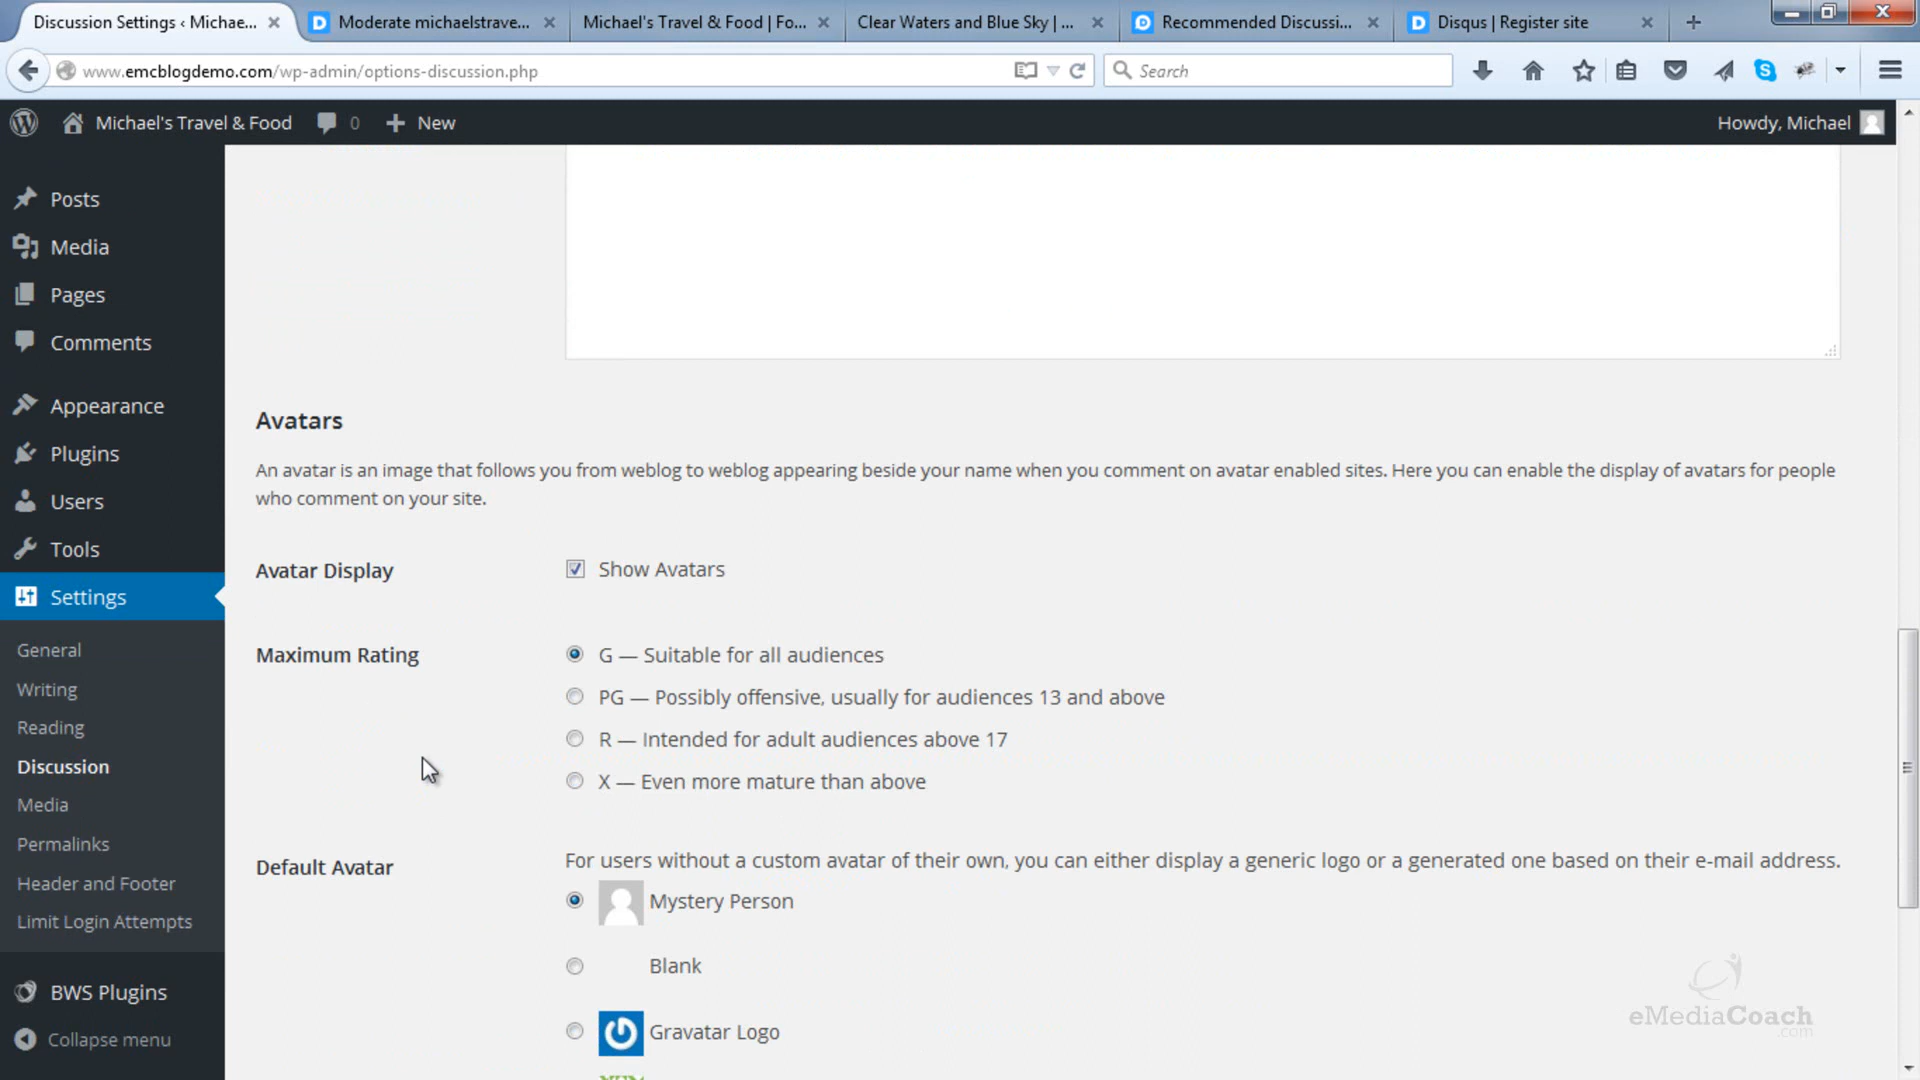 Discussion Settings ‹ Michae...
Moderate michaelstrave...
Michael's Travel & Food | Fo...
Clear Waters and Blue Sky | ...
Recommended Discussi...
Disqus | Register site
www.emcblogdemo.com/wp-admin/options-discussion.php
Search
Michael's Travel & Food
0
New
Howdy, Michael
Posts
Media
Pages
Comments
Appearance
Plugins
Users
Tools
Settings
General
Writing
Reading
Discussion
Media
Permalinks
Header and Footer
Limit Login Attempts
BWS Plugins
Collapse menu
Avatars
An avatar is an image that follows you from weblog to weblog appearing beside your name when you comment on avatar enabled sites. Here you can enable the display of avatars for people
who comment on your site.
Avatar Display
Show Avatars
Maximum Rating
G — Suitable for all audiences
PG — Possibly offensive, usually for audiences 13 and above
R — Intended for adult audiences above 17
X — Even more mature than above
Default Avatar
For users without a custom avatar of their own, you can either display a generic logo or a generated one based on their e-mail address.
Mystery Person
Blank
Gravatar Logo
eMediaCoach
.com